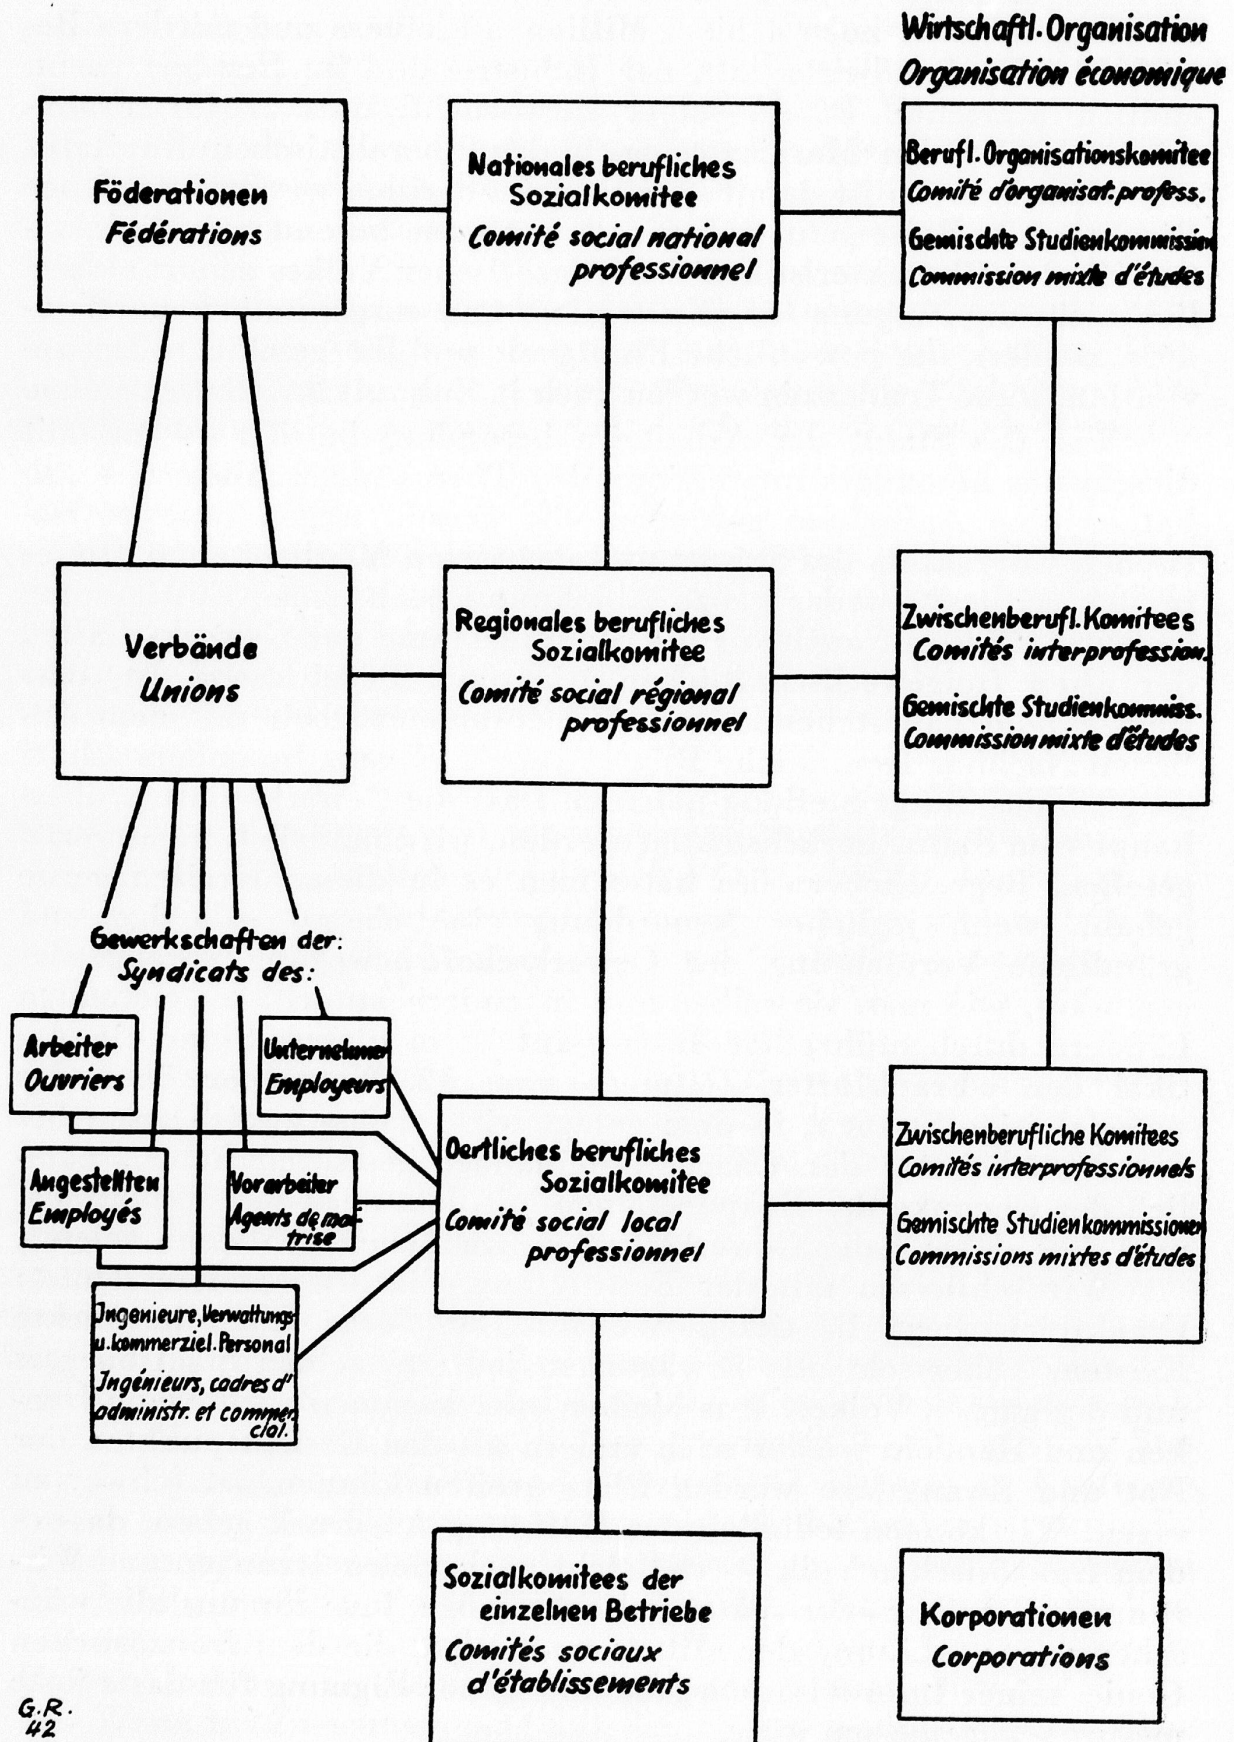 Wirtschaftl. Organisation
Organisation économique
Föderationen
Fédérations
Nationales berufliches
Sozialkomitee
Comité social national
professionnel
Berufl. Organisationskomitee
Comité d'organisat. profess.
Gemischte Studienkommission
Commission mixte d'études
Verbände
Unions
Regionales berufliches
Sozialkomitee
Comité social régional
professionnel
Zwischenberufl. Komitees
Comités interprofession.
Gemischte Studienkommiss.
Commission mixte d'études
Gewerkschaften der:
Syndicats des:
Arbeiter
Ouvriers
Unternehmer
Employeurs
Angestellten
Employés
Vorarbeiter
Agents de maî-
trise
Ingenieure, Verwaltungs
u. kommerziel. Personal
Ingénieurs, cadres d'
administr. et commer
cial.
Oertliches berufliches
Sozialkomitee
Comité social local
professionnel
Zwischenberufliche Komitees
Comités interprofessionnels
Gemischte Studienkommissionen
Commissions mixtes d'études
Sozialkomitees der
einzelnen Betriebe
Comités sociaux
d'établissements
Korporationen
Corporations
G.R.
42